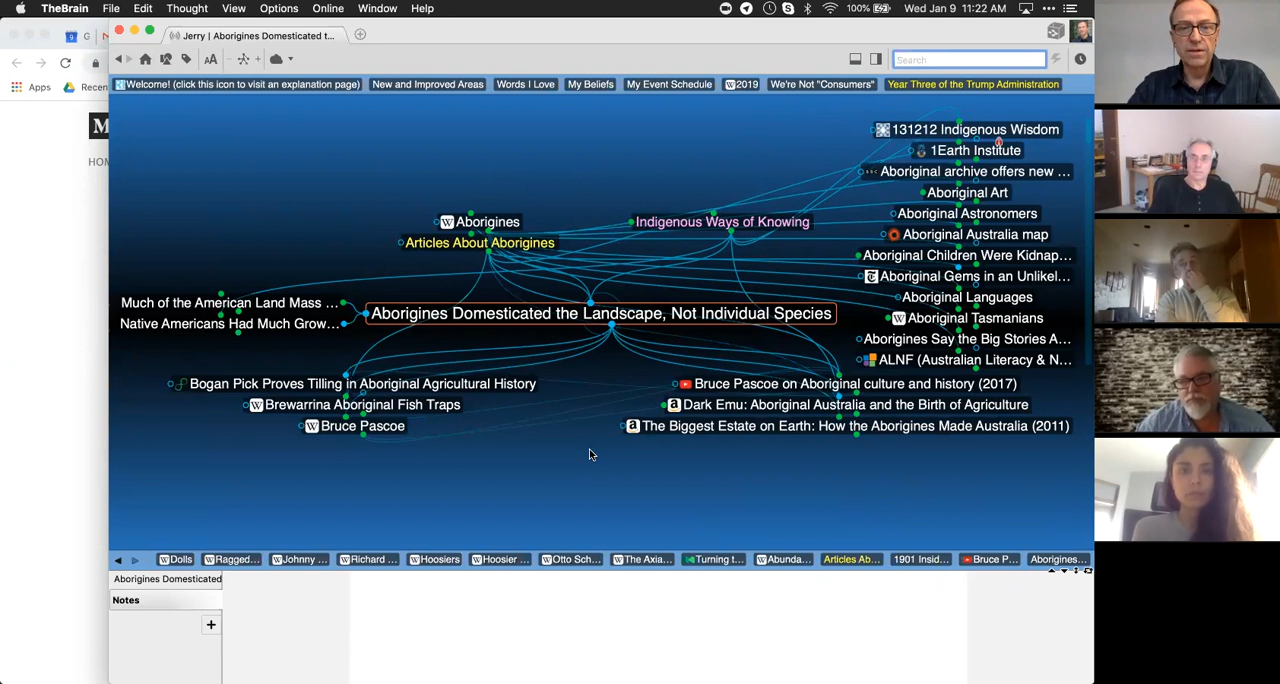 TheBrain File Edit Thought View Options Online Window Help 100% Wed Jan 9 11:22 AM
Jerry | Aborigines Domesticated t...
9 G
Apps Recen
AA
Search
Welcome! (click this icon to visit an explanation page) New and Improved Areas Words I Love My Beliefs My Event Schedule W 2019 We're Not "Consumers" Year Three of the Trump Administration
M
HOM
131212 Indigenous Wisdom
1Earth Institute
Aboriginal archive offers new ...
Aboriginal Art
Aboriginal Astronomers
Aboriginal Australia map
Aboriginal Children Were Kidnap...
Aboriginal Gems in an Unlikel...
Aboriginal Languages
W Aboriginal Tasmanians
Aborigines Say the Big Stories A...
ALNF (Australian Literacy & N...
W Aborigines
Articles About Aborigines
Indigenous Ways of Knowing
Much of the American Land Mass ...
Native Americans Had Much Grow...
Aborigines Domesticated the Landscape, Not Individual Species
Bogan Pick Proves Tilling in Aboriginal Agricultural History
W Brewarrina Aboriginal Fish Traps
W Bruce Pascoe
Bruce Pascoe on Aboriginal culture and history (2017)
a Dark Emu: Aboriginal Australia and the Birth of Agriculture
a The Biggest Estate on Earth: How the Aborigines Made Australia (2011)
W Dolls W Ragged... W Johnny ... W Richard ... W Hoosiers W Hoosier ... W Otto Sch... W The Axia... Turning t... W Abunda... Articles Ab... 1901 Insid... Bruce P... Aborigines...
Aborigines Domesticated
Notes
+